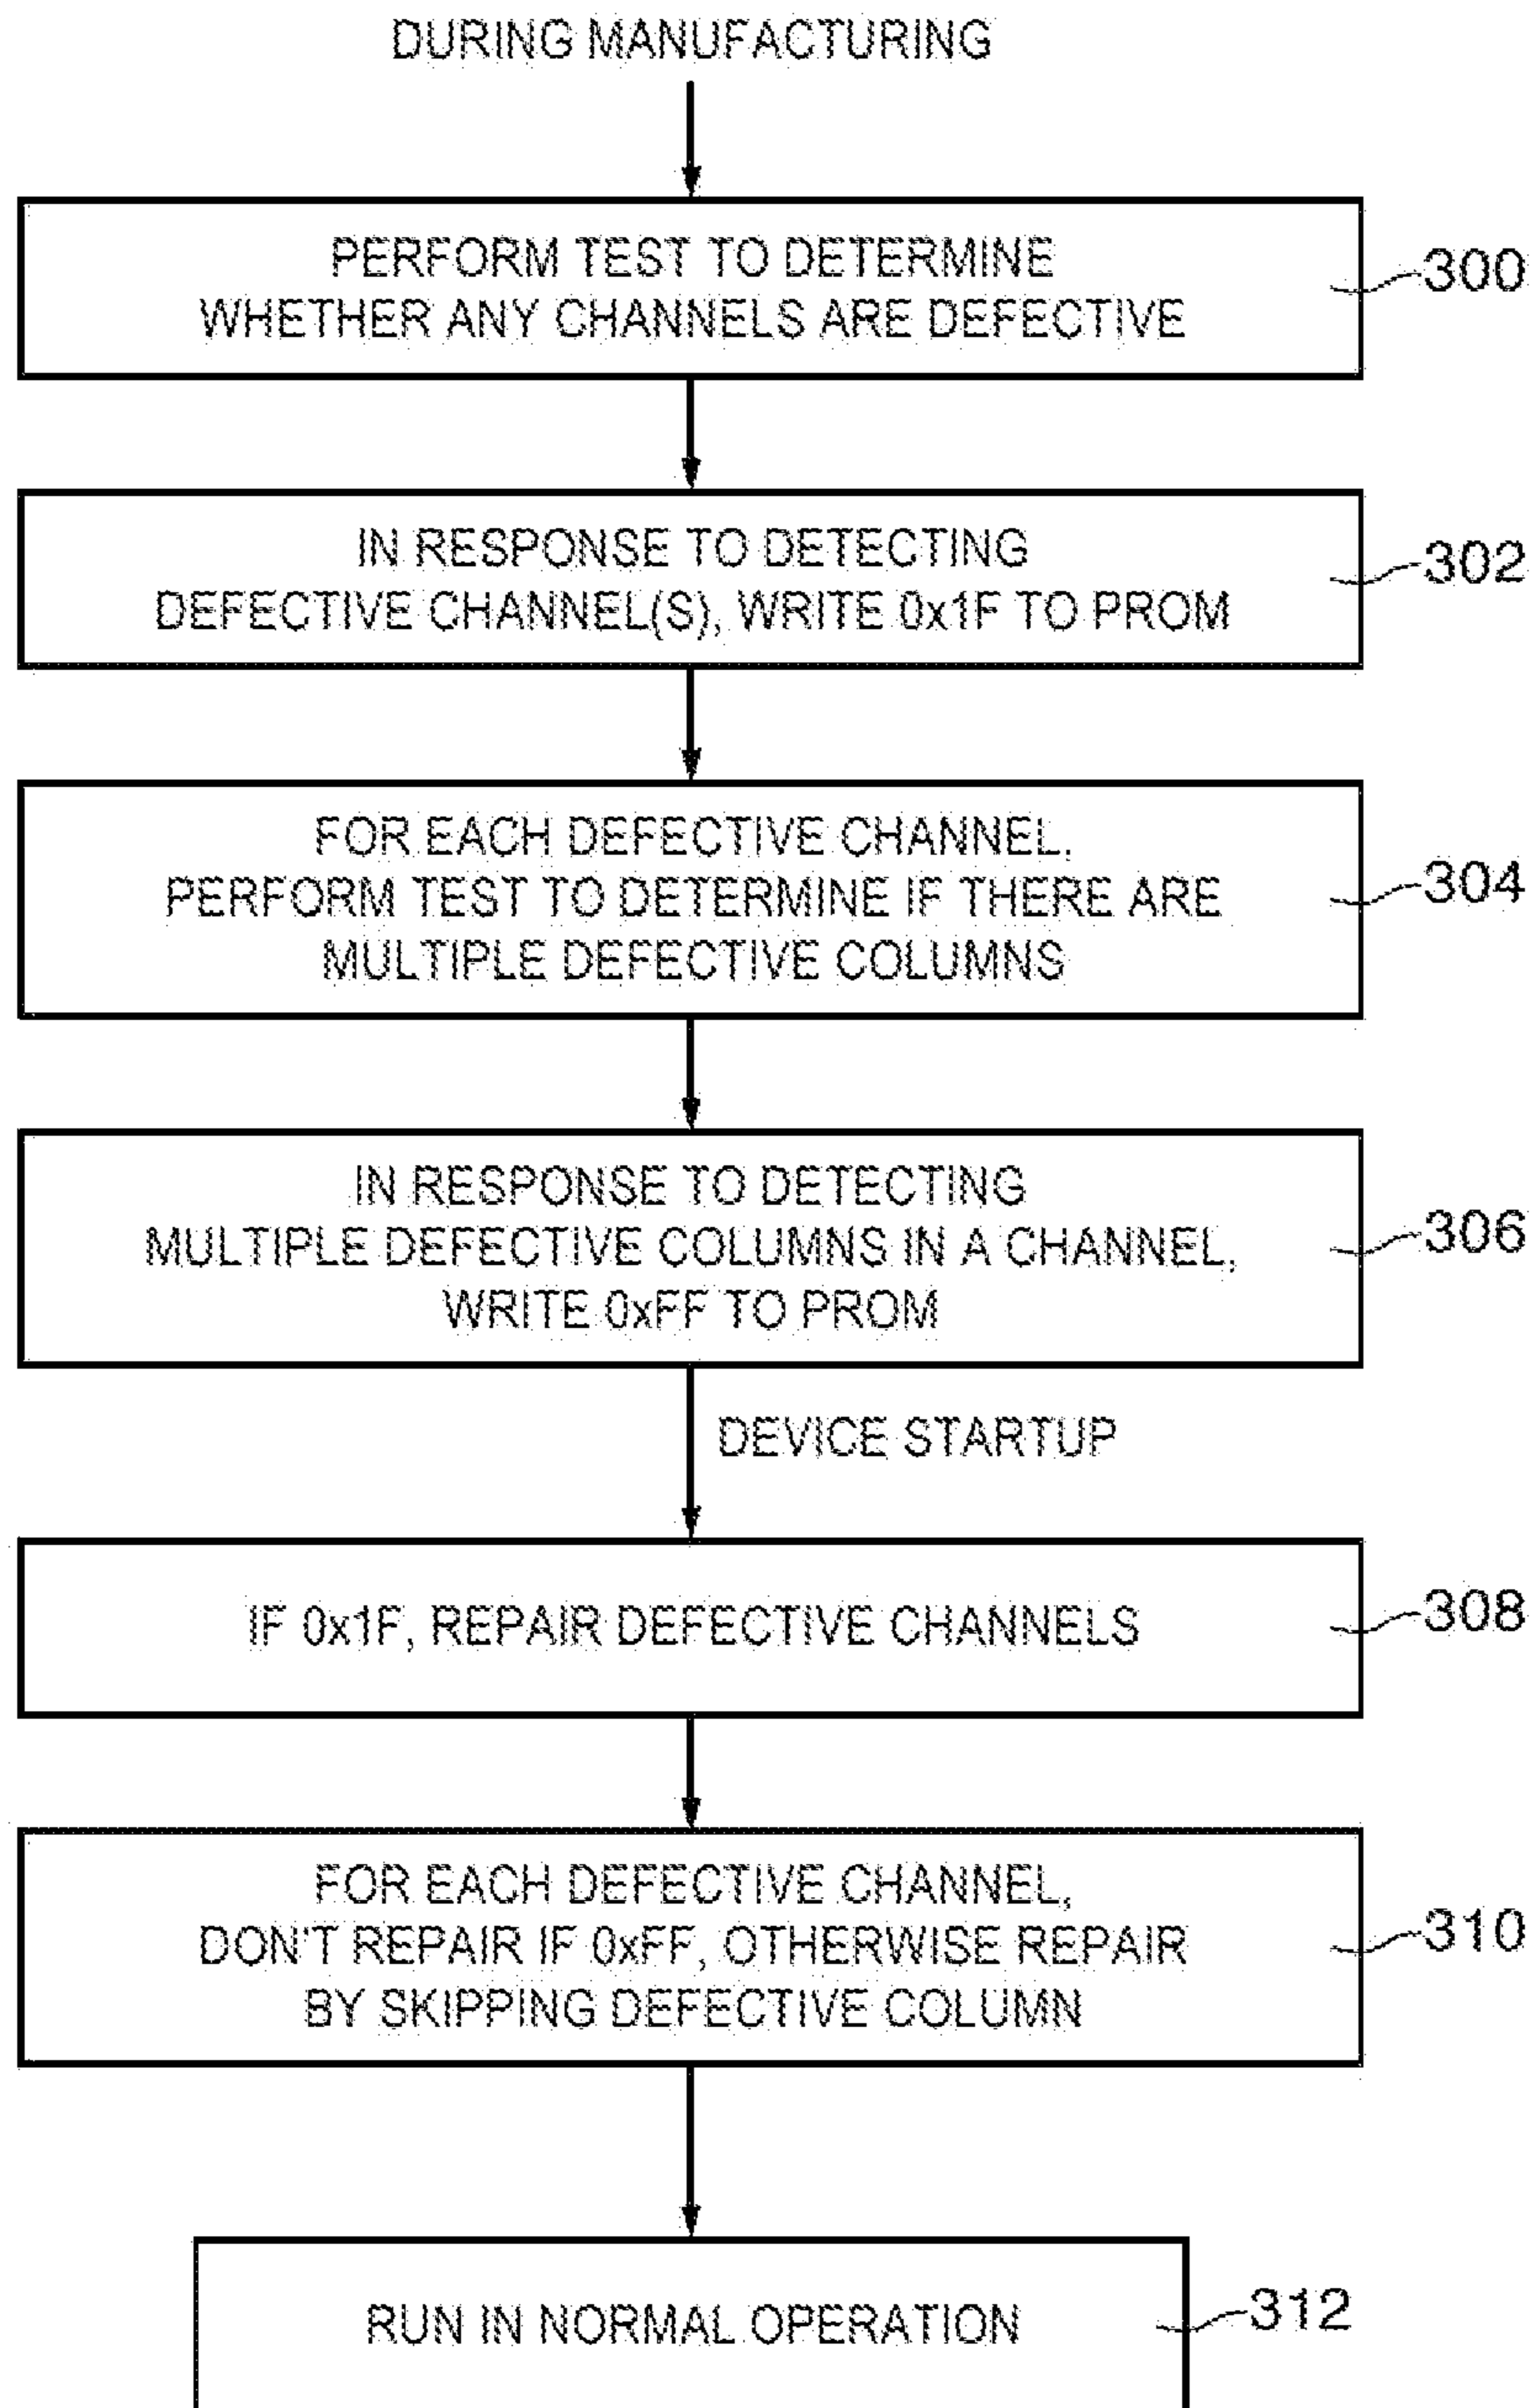 DURING MANUFACTURING
PERFORM TEST TO DETERMINE
WHETHER ANY CHANNELS ARE DEFECTIVE
300
IN RESPONSE TO DETECTING
DEFECTIVE CHANNEL(S), WRITE 0x1F TO PROM
302
FOR EACH DEFECTIVE CHANNEL,
PERFORM TEST TO DETERMINE IF THERE ARE
MULTIPLE DEFECTIVE COLUMNS
304
IN RESPONSE TO DETECTING
MULTIPLE DEFECTIVE COLUMNS IN A CHANNEL,
WRITE 0xFF TO PROM
306
DEVICE STARTUP
IF 0x1F, REPAIR DEFECTIVE CHANNELS
308
FOR EACH DEFECTIVE CHANNEL,
DON'T REPAIR IF 0xFF, OTHERWISE REPAIR
BY SKIPPING DEFECTIVE COLUMN
310
RUN IN NORMAL OPERATION
312